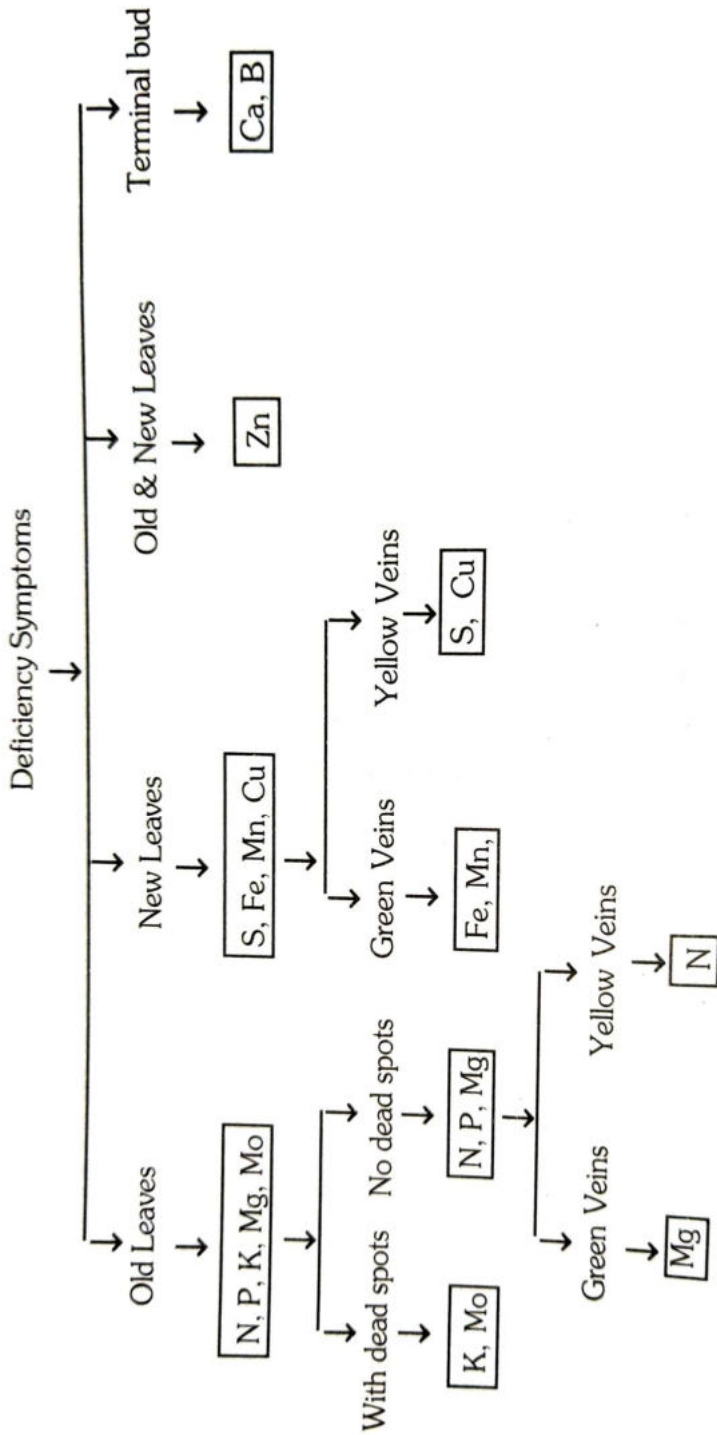 Deficiency Symptoms
Old Leaves
New Leaves
Old & New Leaves
Terminal bud
N, P, K, Mg, Mo
S, Fe, Mn, Cu
Zn
Ca, B
With dead spots
No dead spots
Green Veins
Yellow Veins
K, Mo
N, P, Mg
Fe, Mn,
S, Cu
Green Veins
Yellow Veins
Mg
N